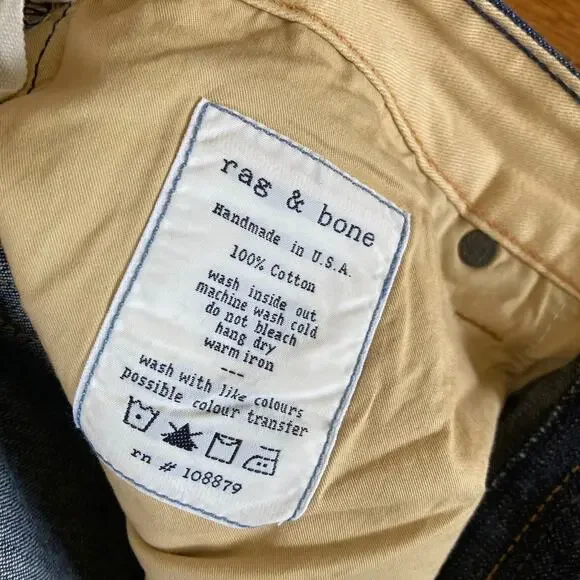 rag & bone
Handmade in U.S.A.
100% Cotton
wash inside out
machine wash cold
do not bleach
hang dry
warm iron
---
wash with like colours
possible colour transfer
rn # 108879